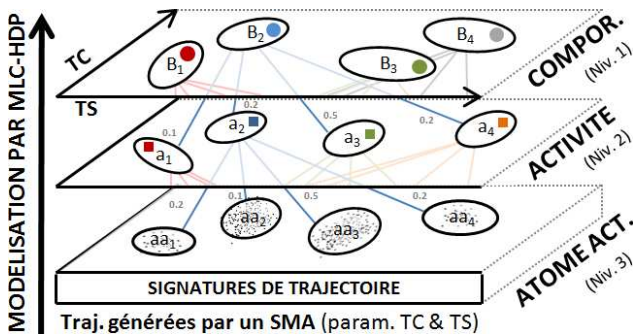 MODELISATION PAR MLC-HDP
TC
TS
B1
B2
B3
B4
COMPOR.
(Niv. 1)
0.1
0.2
0.5
0.2
a1
a2
a3
a4
ACTIVITE
(Niv. 2)
0.2
0.1
0.5
0.2
aa1
aa2
aa3
aa4
ATOME ACT.
(Niv. 3)
SIGNATURES DE TRAJECTOIRE
Traj. générées par un SMA (param. TC & TS)